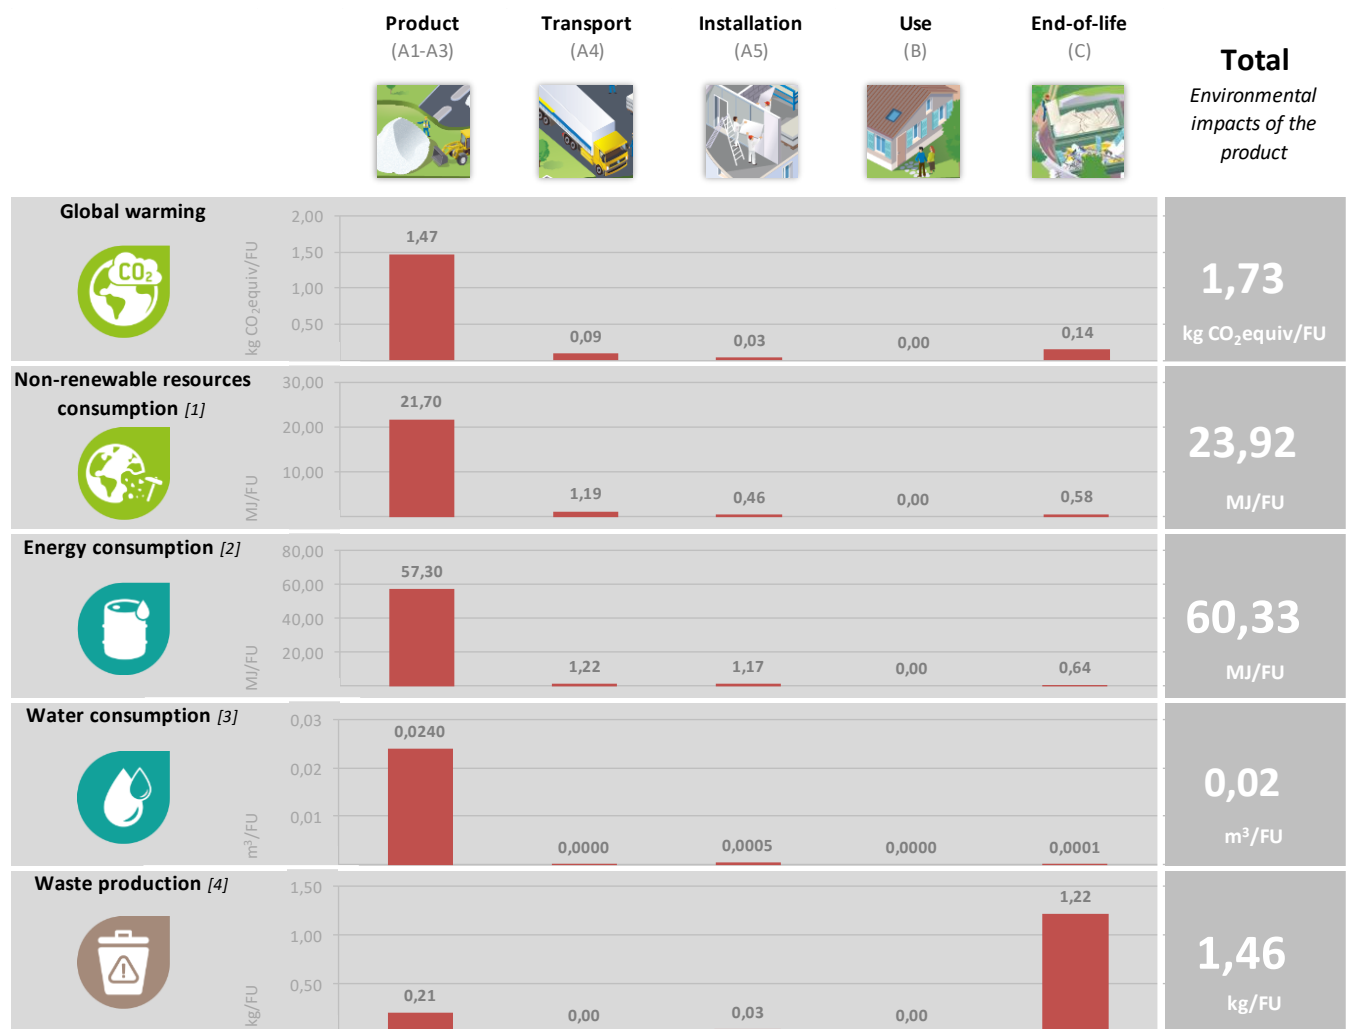 Product
(A1-A3)
Transport
(A4)
Installation
(A5)
Use
(B)
End-of-life
(C)
Total
Environmental
impacts of the
product
Global warming
CO2
kg CO2equiv/FU
2,00
1,50
1,00
0,50
1,47
0,09
0,03
0,00
0,14
1,73
kg CO2equiv/FU
Non-renewable resources
consumption [1]
MJ/FU
30,00
20,00
10,00
21,70
1,19
0,46
0,00
0,58
23,92
MJ/FU
Energy consumption [2]
MJ/FU
80,00
60,00
40,00
20,00
57,30
1,22
1,17
0,00
0,64
60,33
MJ/FU
Water consumption [3]
m³/FU
0,03
0,02
0,01
0,0240
0,0000
0,0005
0,0000
0,0001
0,02
m³/FU
Waste production [4]
kg/FU
1,50
1,00
0,50
0,21
0,00
0,03
0,00
1,22
1,46
kg/FU